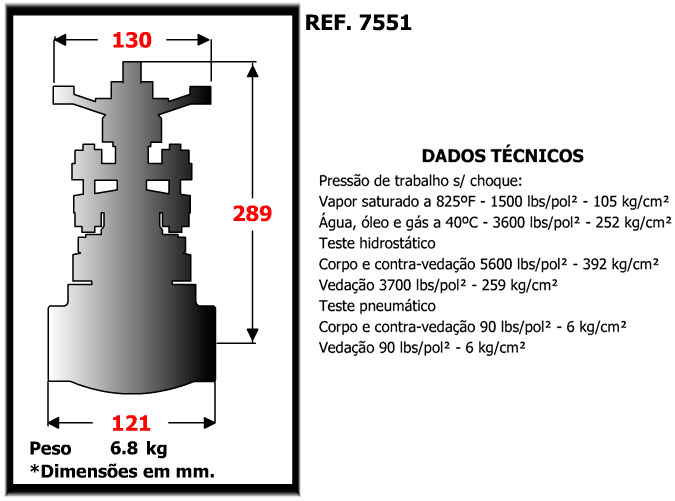 REF. 7551
130
289
121
Peso 6.8 kg
*Dimensões em mm.
DADOS TÉCNICOS
Pressão de trabalho s/ choque:
Vapor saturado a 825ºF - 1500 lbs/pol² - 105 kg/cm²
Água, óleo e gás a 40ºC - 3600 lbs/pol² - 252 kg/cm²
Teste hidrostático
Corpo e contra-vedação 5600 lbs/pol² - 392 kg/cm²
Vedação 3700 lbs/pol² - 259 kg/cm²
Teste pneumático
Corpo e contra-vedação 90 lbs/pol² - 6 kg/cm²
Vedação 90 lbs/pol² - 6 kg/cm²